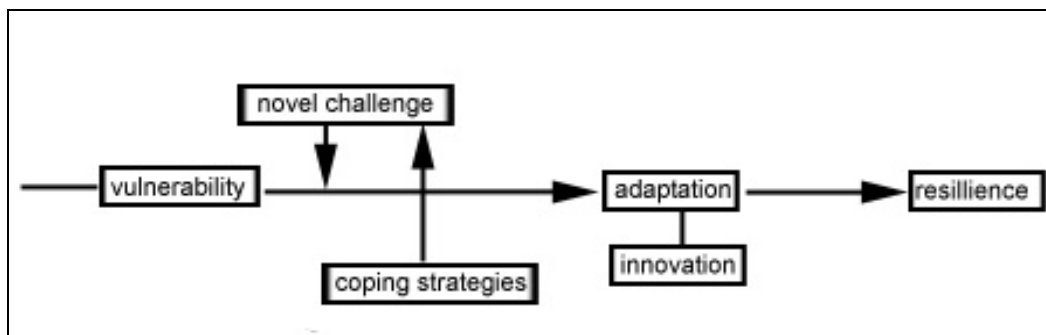 novel challenge
vulnerability
adaptation
resillience
innovation
coping strategies